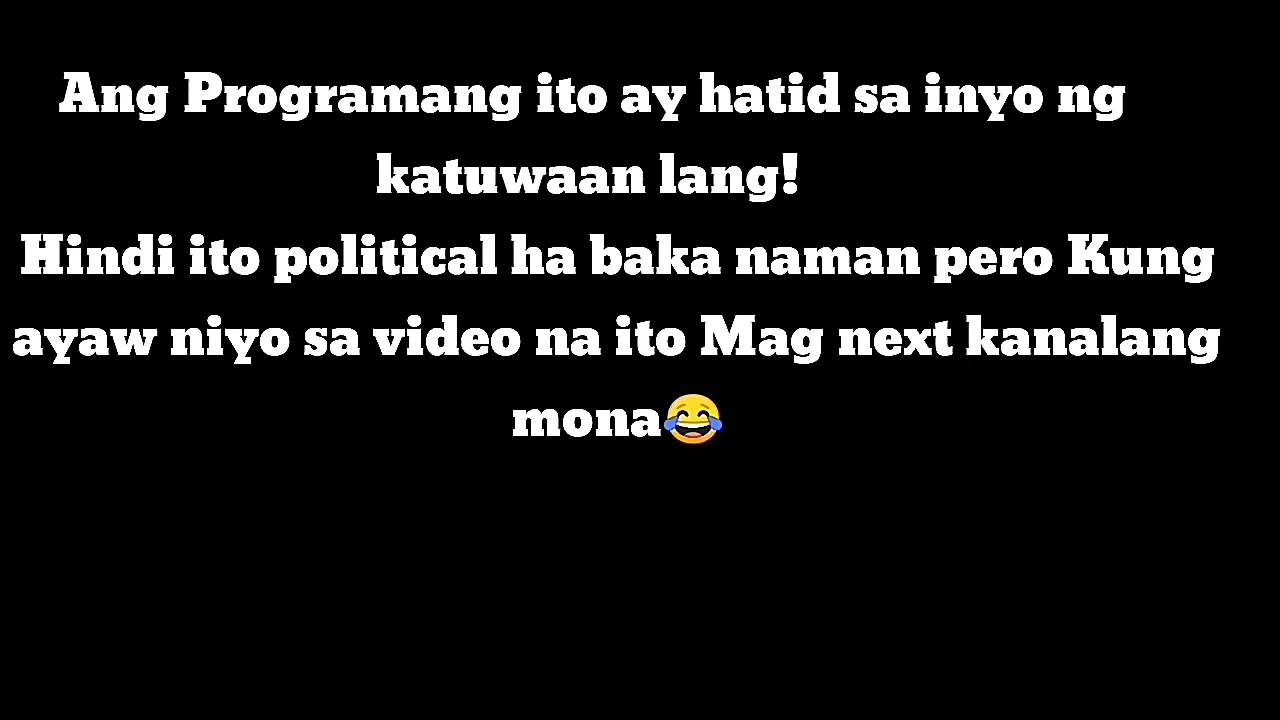 Ang Programang ito ay hatid sa inyo ng
katuwaan lang!
Hindi ito political ha baka naman pero Kung
ayaw niyo sa video na ito Mag next kanalang
mona😂